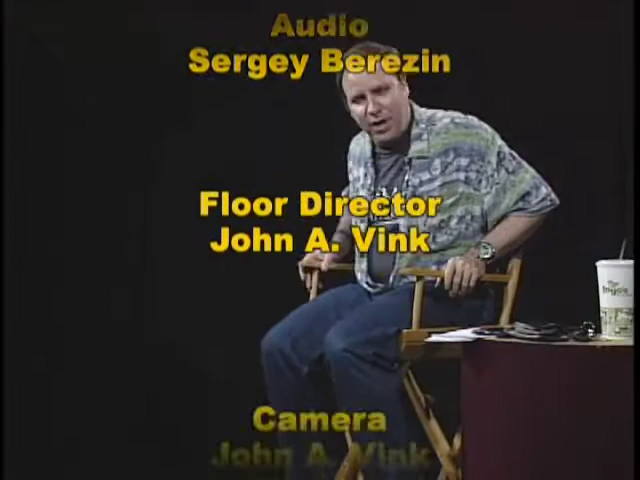 Audio
Sergey Berezin
Floor Director
John A. Vink
Camera
John A. Vink